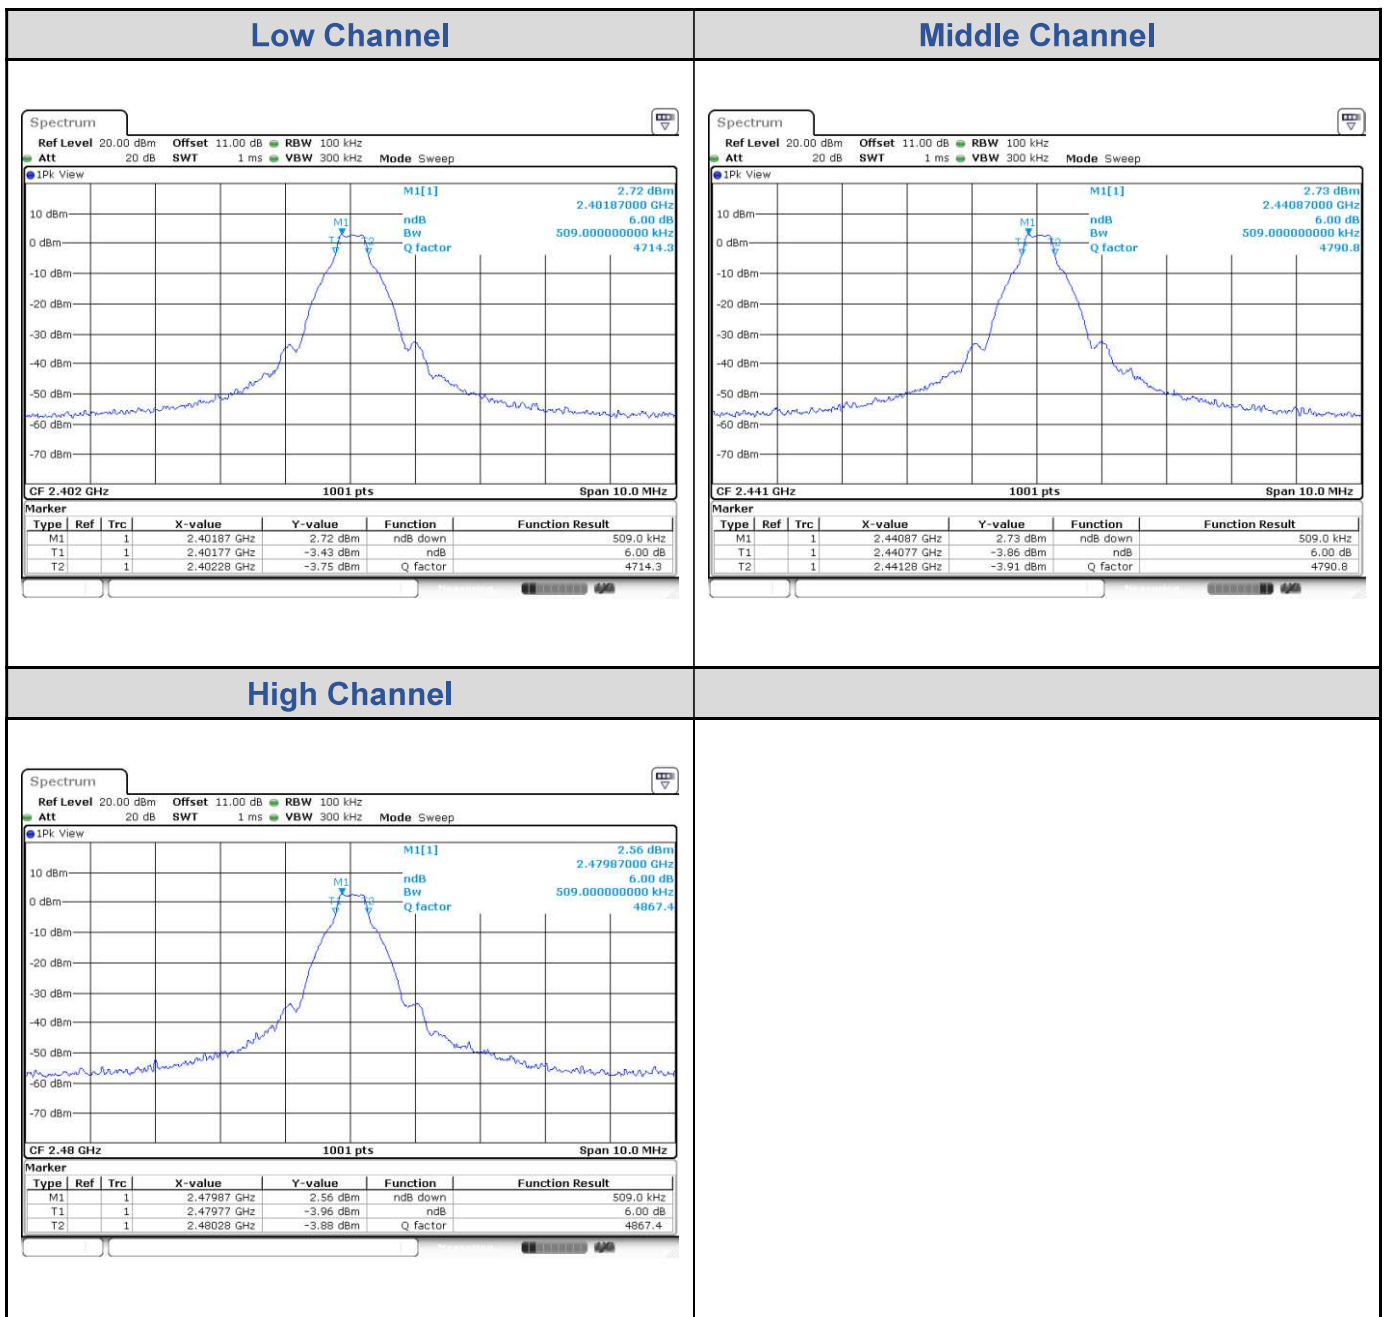 Low Channel
Spectrum
Ref Level 20.00 dBm Offset 11.00 dB RBW 100 kHz
Att 20 dB SWT 1 ms VBW 300 kHz Mode Sweep
1Pk View
M1[1] 2.72 dBm
2.40187000 GHz
ndB 6.00 dB
Bw 509.000000000 kHz
Q factor 4714.3
M1
T1 T2
10 dBm
0 dBm
-10 dBm
-20 dBm
-30 dBm
-40 dBm
-50 dBm
-60 dBm
-70 dBm
CF 2.402 GHz 1001 pts Span 10.0 MHz
Marker
Type Ref Trc X-value Y-value Function Function Result
M1 1 2.40187 GHz 2.72 dBm ndB down 509.0 kHz
T1 1 2.40177 GHz -3.43 dBm ndB 6.00 dB
T2 1 2.40228 GHz -3.75 dBm Q factor 4714.3
Middle Channel
Spectrum
Ref Level 20.00 dBm Offset 11.00 dB RBW 100 kHz
Att 20 dB SWT 1 ms VBW 300 kHz Mode Sweep
1Pk View
M1[1] 2.73 dBm
2.44087000 GHz
ndB 6.00 dB
Bw 509.000000000 kHz
Q factor 4790.8
M1
T1 T2
10 dBm
0 dBm
-10 dBm
-20 dBm
-30 dBm
-40 dBm
-50 dBm
-60 dBm
-70 dBm
CF 2.441 GHz 1001 pts Span 10.0 MHz
Marker
Type Ref Trc X-value Y-value Function Function Result
M1 1 2.44087 GHz 2.73 dBm ndB down 509.0 kHz
T1 1 2.44077 GHz -3.86 dBm ndB 6.00 dB
T2 1 2.44128 GHz -3.91 dBm Q factor 4790.8
High Channel
Spectrum
Ref Level 20.00 dBm Offset 11.00 dB RBW 100 kHz
Att 20 dB SWT 1 ms VBW 300 kHz Mode Sweep
1Pk View
M1[1] 2.56 dBm
2.47987000 GHz
ndB 6.00 dB
Bw 509.000000000 kHz
Q factor 4867.4
M1
T1 T2
10 dBm
0 dBm
-10 dBm
-20 dBm
-30 dBm
-40 dBm
-50 dBm
-60 dBm
-70 dBm
CF 2.48 GHz 1001 pts Span 10.0 MHz
Marker
Type Ref Trc X-value Y-value Function Function Result
M1 1 2.47987 GHz 2.56 dBm ndB down 509.0 kHz
T1 1 2.47977 GHz -3.96 dBm ndB 6.00 dB
T2 1 2.48028 GHz -3.88 dBm Q factor 4867.4